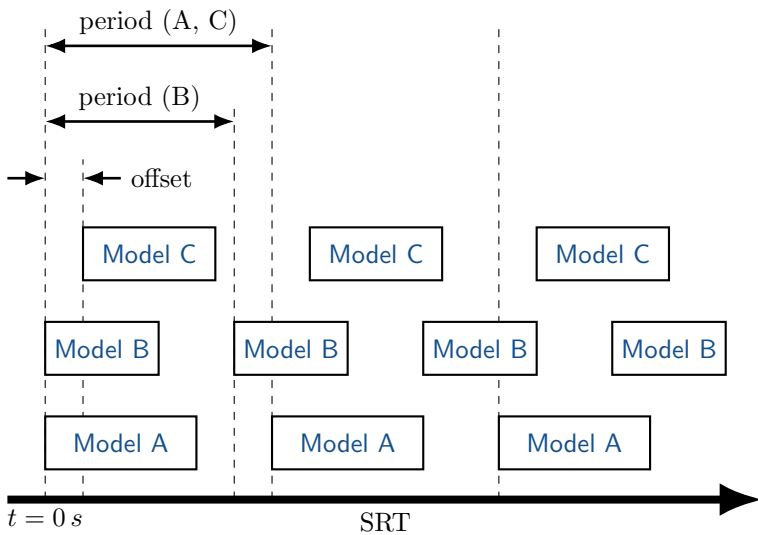 period (A, C)
period (B)
offset
Model C Model C Model C
Model B Model B Model B Model B
Model A Model A Model A
t = 0 s
SRT